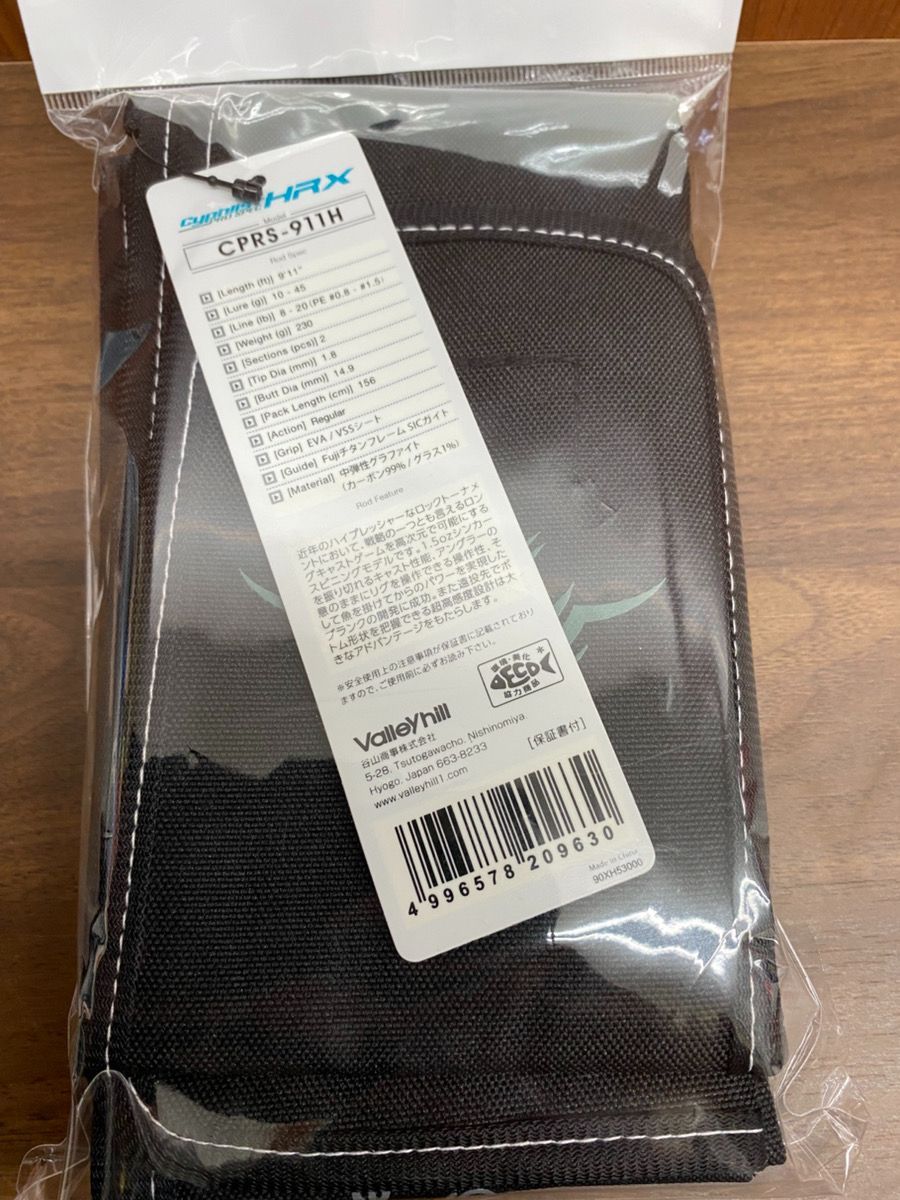 cypnus HRX
PRO SPEC
Model
CPRS-911H
Rod Spec
[Length (ft)] 9'11"
[Lure (g)] 10 - 45
[Line (lb)] 8 - 20 (PE #0.8 - #1.5)
[Weight (g)] 230
[Sections (pcs)] 2
[Tip Dia (mm)] 1.8
[Butt Dia (mm)] 14.9
[Pack Length (cm)] 156
[Action] Regular
[Grip] EVA / VSSシート
[Guide] Fujiチタンフレーム SICガイト
[Material] 中弾性グラファイト
(カーボン99% / グラス1%)
Rod Feature
近年のハイプレッシャーなロックトーナメ
ントにおいて、戦略の一つとも言えるロン
グキャストゲームを高次元で可能にする
スピニングモデルです。1.5ozシンカー
を振り切れるキャスト性能、アングラーの
意のままにリグを操作できる操作性、そ
して魚を掛けてからのパワーを実現した
ブランクの開発に成功。また遠投先でボ
トム形状を把握できる超高感度設計は大
きなアドバンテージをもたらします。
*安全使用上の注意事項が保証書に記載されており
ますので、ご使用前に必ずお読み下さい。
環境・美化*
ECO
協力商品
Valleyhill
谷山商事株式会社
5-28, Tsutogawacho, Nishinomiya,
Hyogo, Japan 663-8233
www.valleyhill1.com
[保証書付]
4 996578 209630
Made in China
90XH53000